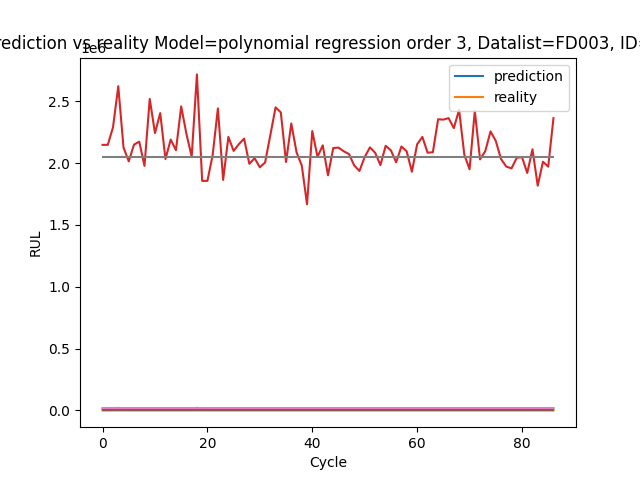 rediction vs reality Model=polynomial regression order 3, Datalist=FD003, ID=
1e6
prediction
reality
2.5
2.0
1.5
1.0
0.5
0.0
RUL
0 20 40 60 80
Cycle